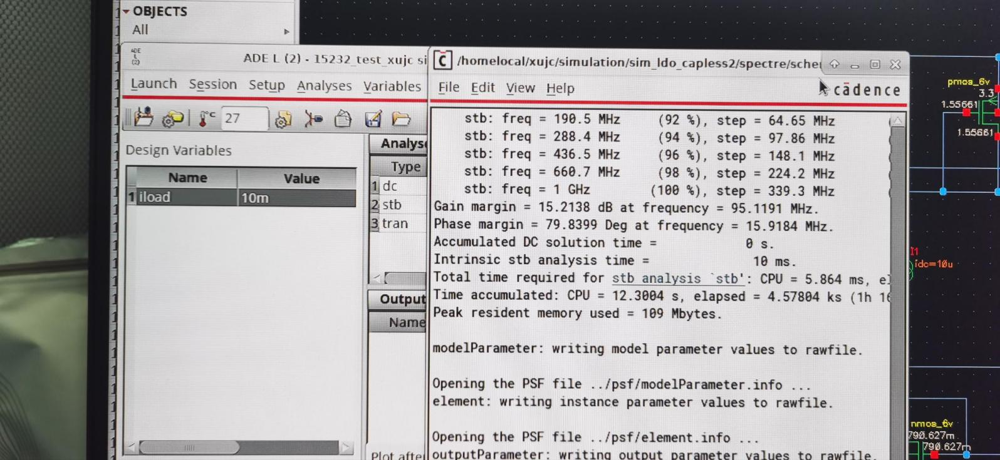 OBJECTS
All
ADE L (2) - 15232_test_xujc si
Launch Session Setup Analyses Variables
27
Design Variables
Name Value
1 iload 10m
Analys
Type
1 dc
2 stb
3 tran
Output
Name
Plot after
/homelocal/xujc/simulation/sim_ldo_capless2/spectre/scher
File Edit View Help
cādence
stb: freq = 190.5 MHz (92 %), step = 64.65 MHz
stb: freq = 288.4 MHz (94 %), step = 97.86 MHz
stb: freq = 436.5 MHz (96 %), step = 148.1 MHz
stb: freq = 660.7 MHz (98 %), step = 224.2 MHz
stb: freq = 1 GHz (100 %), step = 339.3 MHz
Gain margin = 15.2138 dB at frequency = 95.1191 MHz.
Phase margin = 79.8399 Deg at frequency = 15.9184 MHz.
Accumulated DC solution time = 0 s.
Intrinsic stb analysis time = 10 ms.
Total time required for stb analysis `stb': CPU = 5.864 ms, el
Time accumulated: CPU = 12.3004 s, elapsed = 4.57804 ks (1h 16
Peak resident memory used = 109 Mbytes.
modelParameter: writing model parameter values to rawfile.
Opening the PSF file ../psf/modelParameter.info ...
element: writing instance parameter values to rawfile.
Opening the PSF file ../psf/element.info ...
outputParameter: writing output parameter values to rawfile.
pmos_6v
3.3
1.55661
1.55661
I1
idc=10u
nmos_6v
790.627m
790.627m